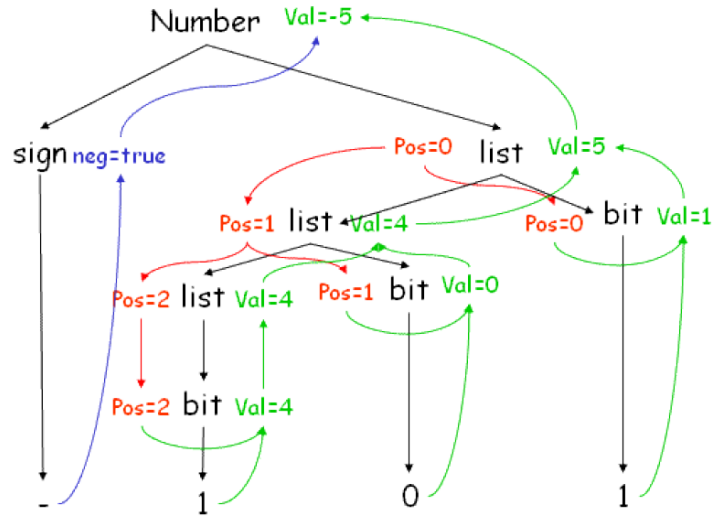 Number Val=-5
sign neg=true Pos=0 list Val=5
Pos=1 list Val=4 Pos=0 bit Val=1
Pos=2 list Val=4 Pos=1 bit Val=0
Pos=2 bit Val=4
- 1 0 1